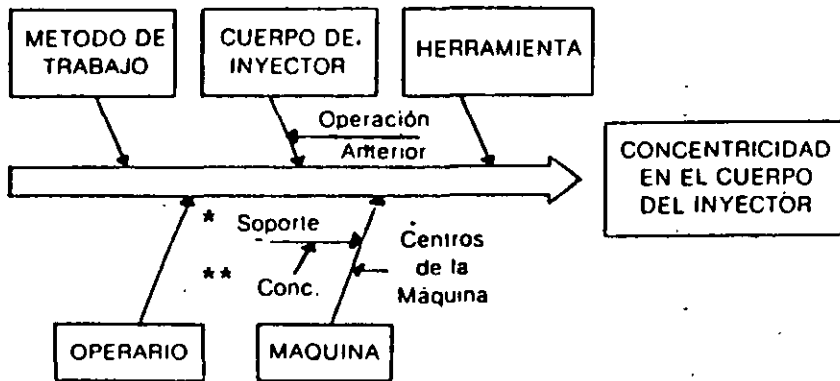 METODO DE
TRABAJO
CUERPO DE.
INYECTOR
HERRAMIENTA
Operación
Anterior
CONCENTRICIDAD
EN EL CUERPO
DEL INYECTOR
* Soporte
** Conc.
Centros
de la
Máquina
OPERARIO
MAQUINA